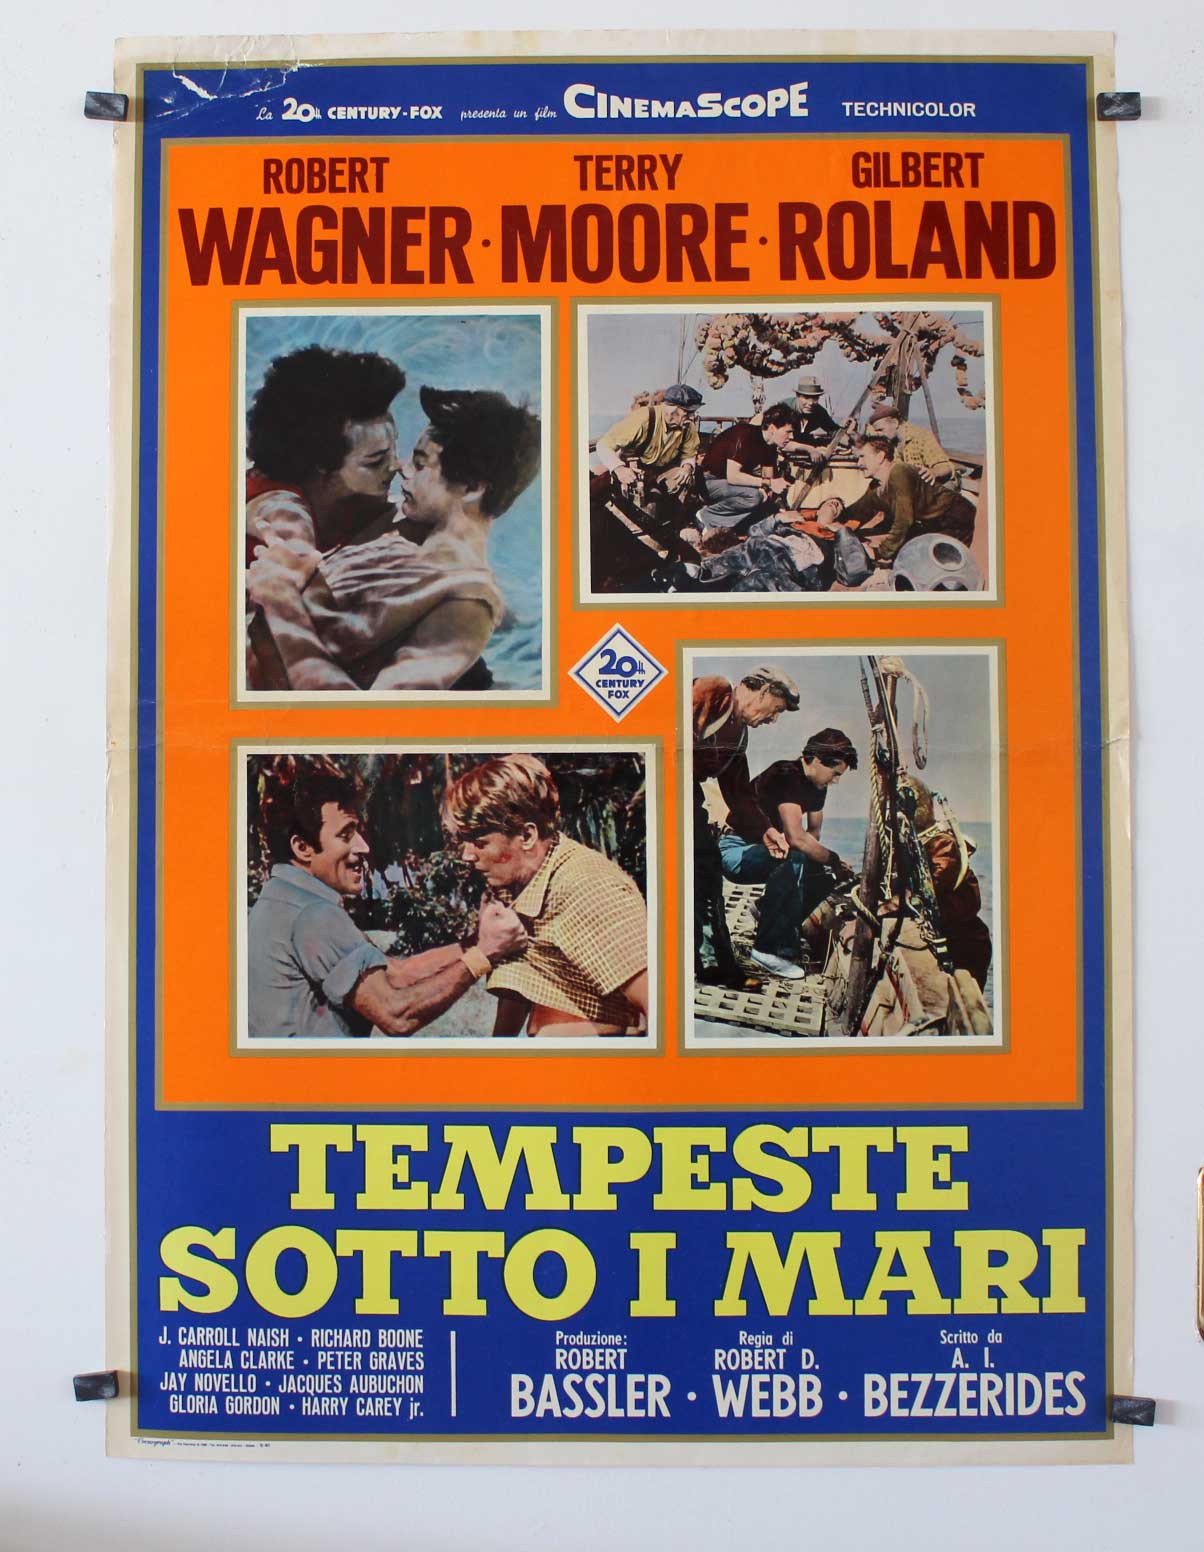 La 20th CENTURY-FOX presenta un film CINEMASCOPE TECHNICOLOR
ROBERT TERRY GILBERT
WAGNER · MOORE · ROLAND
20th
CENTURY
FOX
TEMPESTE
SOTTO I MARI
J. CARROLL NAISH · RICHARD BOONE
ANGELA CLARKE · PETER GRAVES
JAY NOVELLO · JACQUES AUBUCHON
GLORIA GORDON · HARRY CAREY jr.
Produzione: Regia di Scritto da
ROBERT ROBERT D. A. I.
BASSLER · WEBB · BEZZERIDES